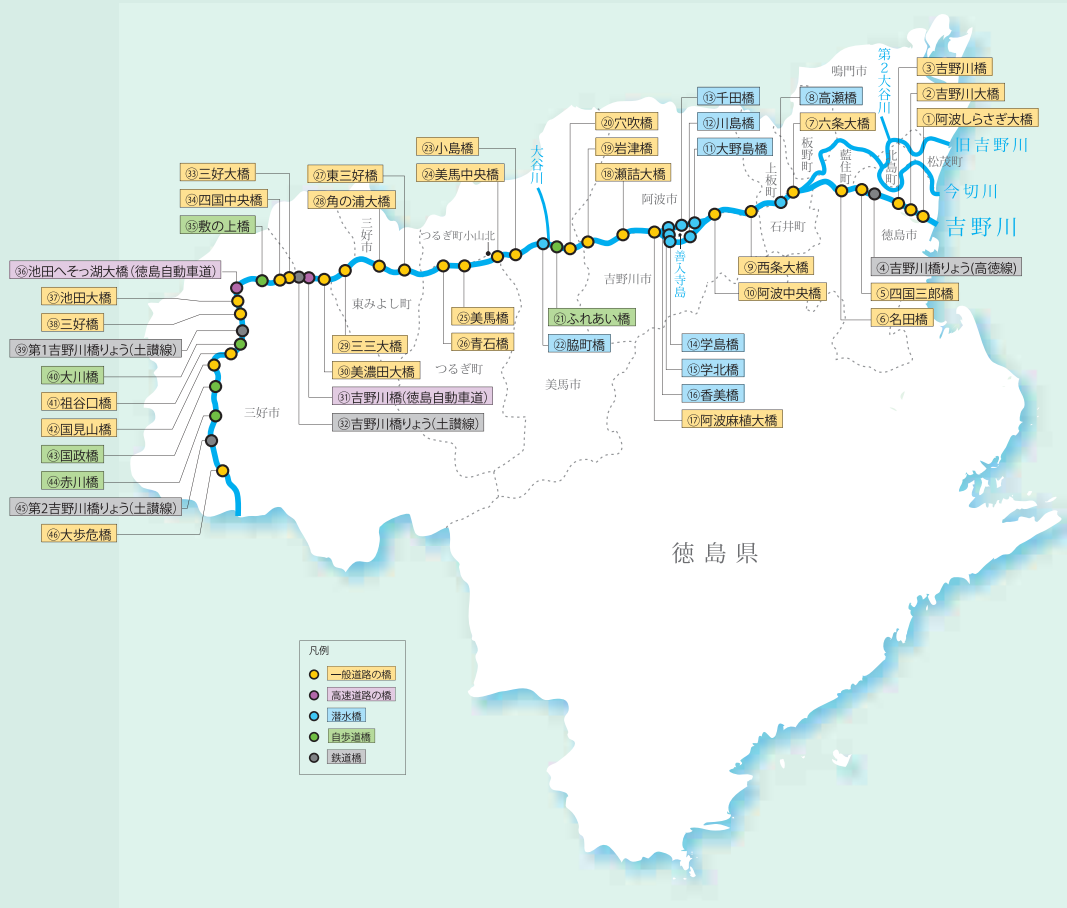 ①阿波しらさぎ大橋
②吉野川大橋
③吉野川橋
④吉野川橋りょう(高徳線)
⑤四国三郎橋
⑥名田橋
⑦六条大橋
⑧高瀬橋
⑨西条大橋
⑩阿波中央橋
⑪大野島橋
⑫川島橋
⑬千田橋
⑭学島橋
⑮学北橋
⑯香美橋
⑰阿波麻植大橋
⑱瀬詰大橋
⑲岩津橋
⑳穴吹橋
㉑ふれあい橋
㉒脇町橋
㉓小島橋
㉔美馬中央橋
㉕美馬橋
㉖青石橋
㉗東三好橋
㉘角の浦大橋
㉙三三大橋
㉚美濃田大橋
㉛吉野川橋(徳島自動車道)
㉜吉野川橋りょう(土讃線)
㉝三好大橋
㉞四国中央橋
㉟敷の上橋
㊱池田へそっ湖大橋(徳島自動車道)
㊲池田大橋
㊳三好橋
㊴第1吉野川橋りょう(土讃線)
㊵大川橋
㊶祖谷口橋
㊷国見山橋
㊸国政橋
㊹赤川橋
㊺第2吉野川橋りょう(土讃線)
㊻大歩危橋
鳴門市
第2大谷川
旧吉野川
松茂町
今切川
吉野川
北島町
藍住町
板野町
上板町
徳島市
石井町
阿波市
善入寺島
吉野川市
大谷川
美馬市
つるぎ町小山北
つるぎ町
三好市
東みよし町
三好市
徳島県
凡例
一般道路の橋
高速道路の橋
潜水橋
自歩道橋
鉄道橋